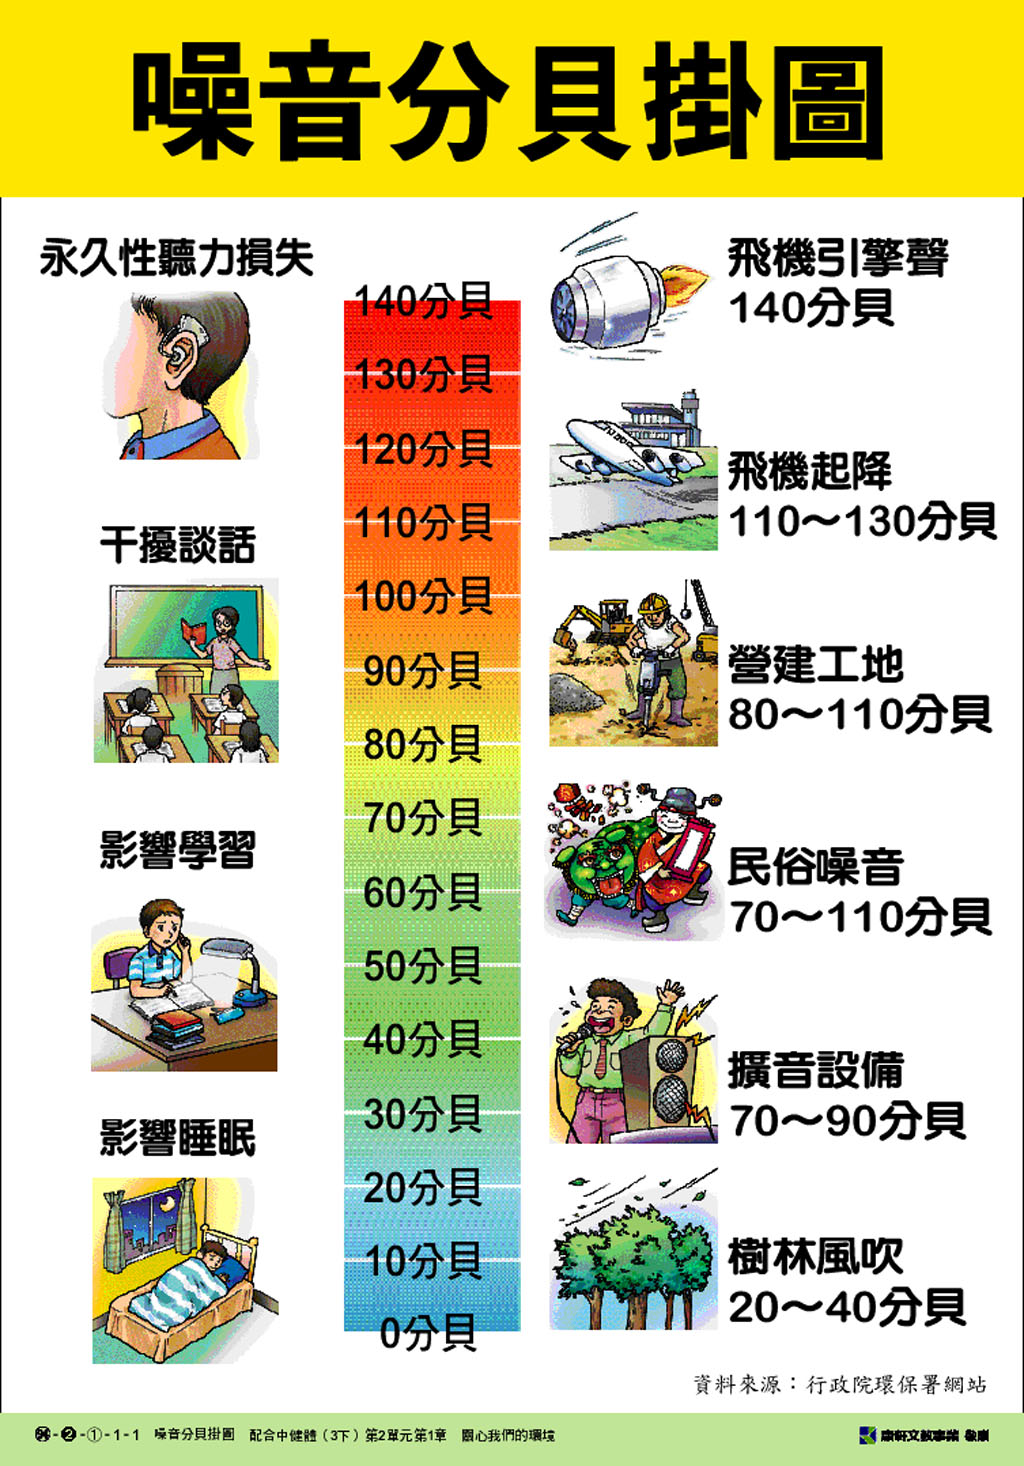 噪音分貝掛圖
永久性聽力損失
干擾談話
影響學習
影響睡眠
140分貝
130分貝
120分貝
110分貝
100分貝
90分貝
80分貝
70分貝
60分貝
50分貝
40分貝
30分貝
20分貝
10分貝
0分貝
飛機引擎聲
140分貝
飛機起降
110～130分貝
營建工地
80～110分貝
民俗噪音
70～110分貝
擴音設備
70～90分貝
樹林風吹
20～40分貝
資料來源：行政院環保署網站
-❷-①-1-1 噪音分貝掛圖 配合中健體（3下）第2單元第1章 關心我們的環境
康軒文教事業